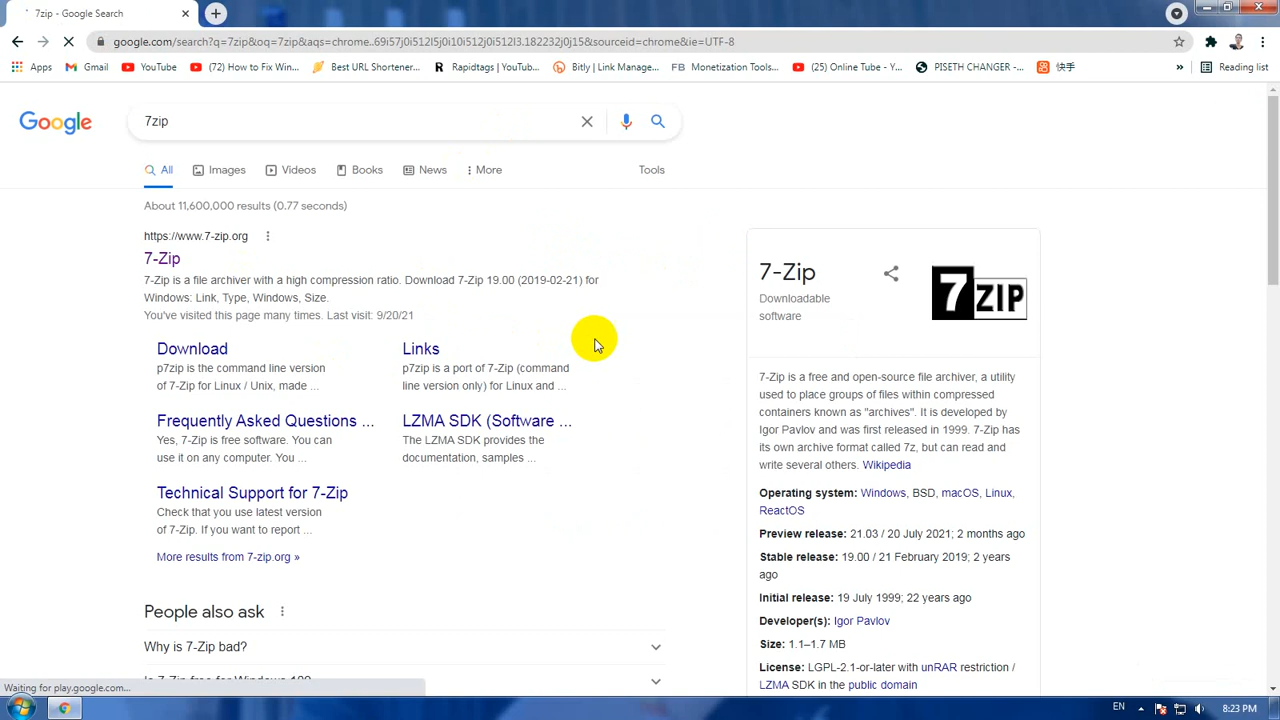 7zip - Google Search
google.com/search?q=7zip&oq=7zip&aqs=chrome..69i57j0i512l5j0i10i512j0i512l3.182232j0j15&sourceid=chrome&ie=UTF-8
Apps
Gmail
YouTube
(72) How to Fix Win...
Best URL Shortener...
Rapidtags | YouTub...
Bitly | Link Manage...
Monetization Tools...
(25) Online Tube - Y...
PISETH CHANGER -...
快手
»
Reading list
Google
7zip
All
Images
Videos
Books
News
More
Tools
About 11,600,000 results (0.77 seconds)
https://www.7-zip.org
7-Zip
7-Zip is a file archiver with a high compression ratio. Download 7-Zip 19.00 (2019-02-21) for
Windows: Link, Type, Windows, Size.
You've visited this page many times. Last visit: 9/20/21
Download
p7zip is the command line version
of 7-Zip for Linux / Unix, made ...
Links
p7zip is a port of 7-Zip (command
line version only) for Linux and ...
Frequently Asked Questions ...
Yes, 7-Zip is free software. You can
use it on any computer. You ...
LZMA SDK (Software ...
The LZMA SDK provides the
documentation, samples ...
Technical Support for 7-Zip
Check that you use latest version
of 7-Zip. If you want to report ...
More results from 7-zip.org »
People also ask
Why is 7-Zip bad?
7-Zip
Downloadable
software
7ZIP
7-Zip is a free and open-source file archiver, a utility
used to place groups of files within compressed
containers known as "archives". It is developed by
Igor Pavlov and was first released in 1999. 7-Zip has
its own archive format called 7z, but can read and
write several others. Wikipedia
Operating system: Windows, BSD, macOS, Linux,
ReactOS
Preview release: 21.03 / 20 July 2021; 2 months ago
Stable release: 19.00 / 21 February 2019; 2 years
ago
Initial release: 19 July 1999; 22 years ago
Developer(s): Igor Pavlov
Size: 1.1–1.7 MB
License: LGPL-2.1-or-later with unRAR restriction /
LZMA SDK in the public domain
Waiting for play.google.com...
EN
8:23 PM